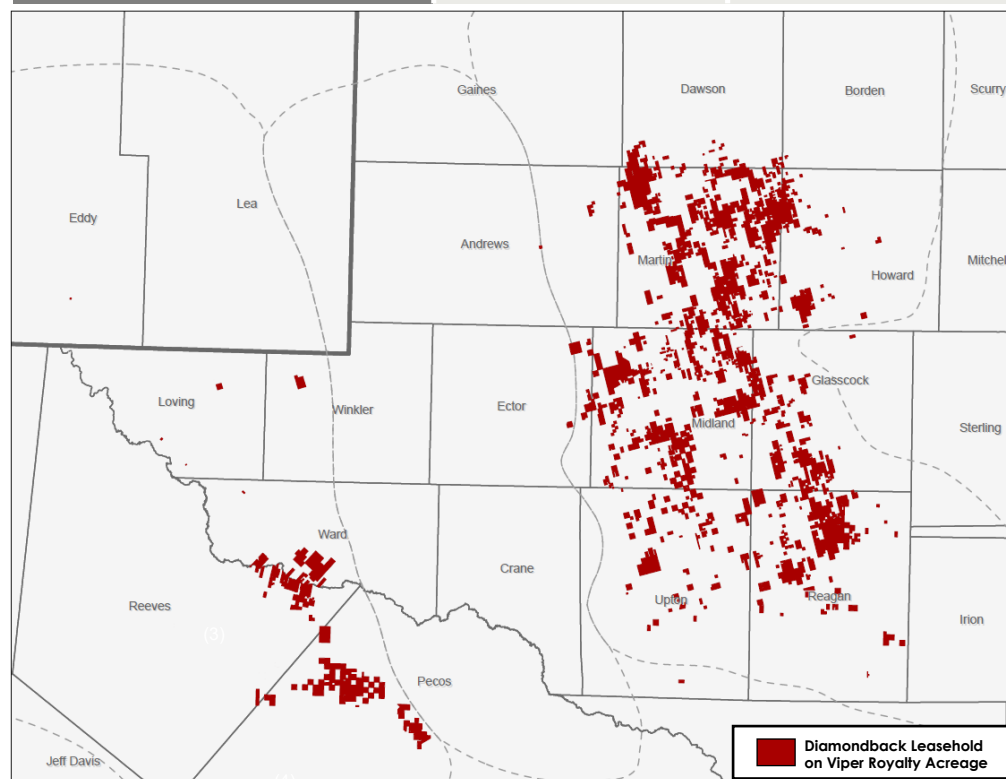 Gaines
Dawson
Borden
Scurry
Eddy
Lea
Andrews
Martin
Howard
Mitchel
Loving
Winkler
Ector
Midland
Glasscock
Sterling
Ward
Crane
Upton
Reagan
Irion
Reeves
(3)
Pecos
Jeff Davis
Diamondback Leasehold
on Viper Royalty Acreage